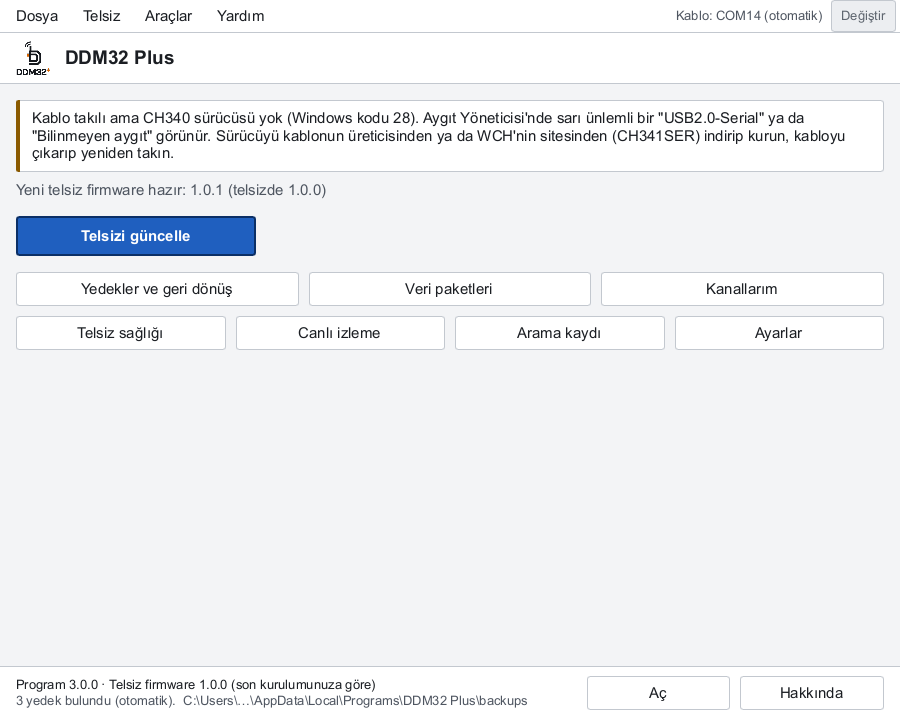 Dosya Telsiz Araçlar Yardım Kablo: COM14 (otomatik) Değiştir
DDM32+ DDM32 Plus
Kablo takılı ama CH340 sürücüsü yok (Windows kodu 28). Aygıt Yöneticisi'nde sarı ünlemli bir "USB2.0-Serial" ya da
"Bilinmeyen aygıt" görünür. Sürücüyü kablonun üreticisinden ya da WCH'nin sitesinden (CH341SER) indirip kurun, kabloyu
çıkarıp yeniden takın.
Yeni telsiz firmware hazır: 1.0.1 (telsizde 1.0.0)
Telsizi güncelle
Yedekler ve geri dönüş Veri paketleri Kanallarım
Telsiz sağlığı Canlı izleme Arama kaydı Ayarlar
Program 3.0.0 · Telsiz firmware 1.0.0 (son kurulumunuza göre)
3 yedek bulundu (otomatik). C:\Users\...\AppData\Local\Programs\DDM32 Plus\backups
Aç Hakkında